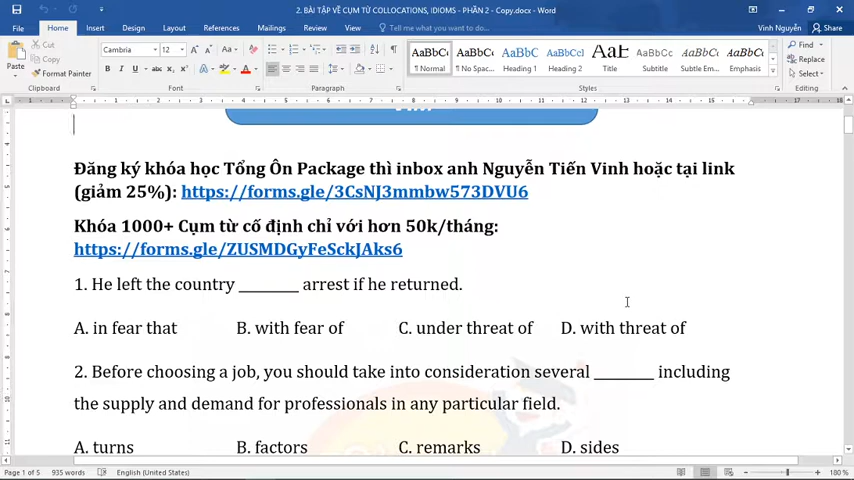 2. BÀI TẬP VỀ CỤM TỪ COLLOCATIONS, IDIOMS - PHẦN 2 - Copy.docx - Word
File Home Insert Design Layout References Mailings Review View Tell me what you want to do... Vinh Nguyễn Share
Cut
Copy
Format Painter
Paste
Clipboard
Cambria 12
Font
Paragraph
AaBbC( AaBbC( AaBbC( AaBbCcI AaB AaBbCc( AaBbC( AaBbCc(
¶ Normal ¶ No Spac... Heading 1 Heading 2 Title Subtitle Subtle Em... Emphasis
Styles
Find
Replace
Select
Editing
Đăng ký khóa học Tổng Ôn Package thì inbox anh Nguyễn Tiến Vinh hoặc tại link
(giảm 25%): https://forms.gle/3CsNJ3mmbw573DVU6
Khóa 1000+ Cụm từ cố định chỉ với hơn 50k/tháng:
https://forms.gle/ZUSMDGyFeSckJAks6
1. He left the country ________ arrest if he returned.
A. in fear that B. with fear of C. under threat of D. with threat of
2. Before choosing a job, you should take into consideration several ________ including
the supply and demand for professionals in any particular field.
A. turns B. factors C. remarks D. sides
Page 1 of 5 935 words English (United States) 180 %